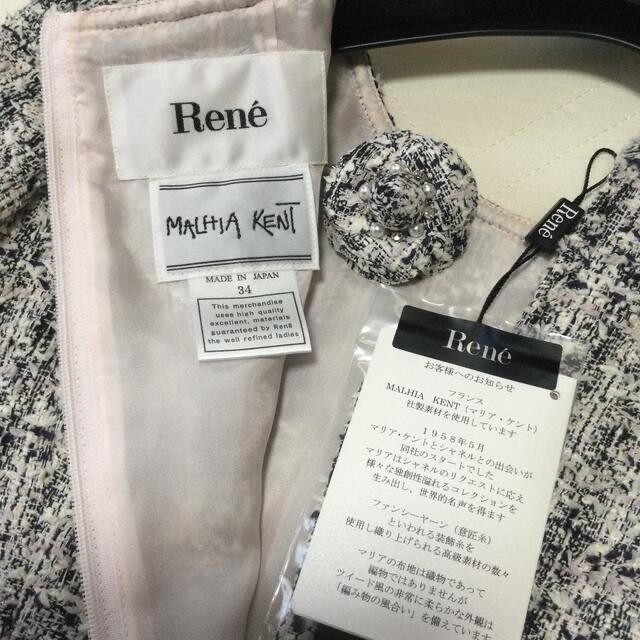 René
MALHIA KENT
MADE IN JAPAN
34
This merchandise
uses high quality
excellent, materials
guaranteed by René
the well refined ladies
René
René
お客様へのお知らせ
フランス
MALHIA KENT（マリア・ケント）
社製素材を使用しています
１９５８年５月
マリア・ケントとシャネルとの出会いが
同社のスタートでした
マリアはシャネルのリクエストに応え
様々な独創性溢れるコレクションを
生み出し、世界的名声を得ます
ファンシーヤーン（意匠糸）
といわれる装飾糸を
使用し織り上げられる高級素材の数々
マリアの布地は織物であって
編物ではありませんが
ツイード風の非常に柔らかな外観は
「編み物の風合い」を備えています